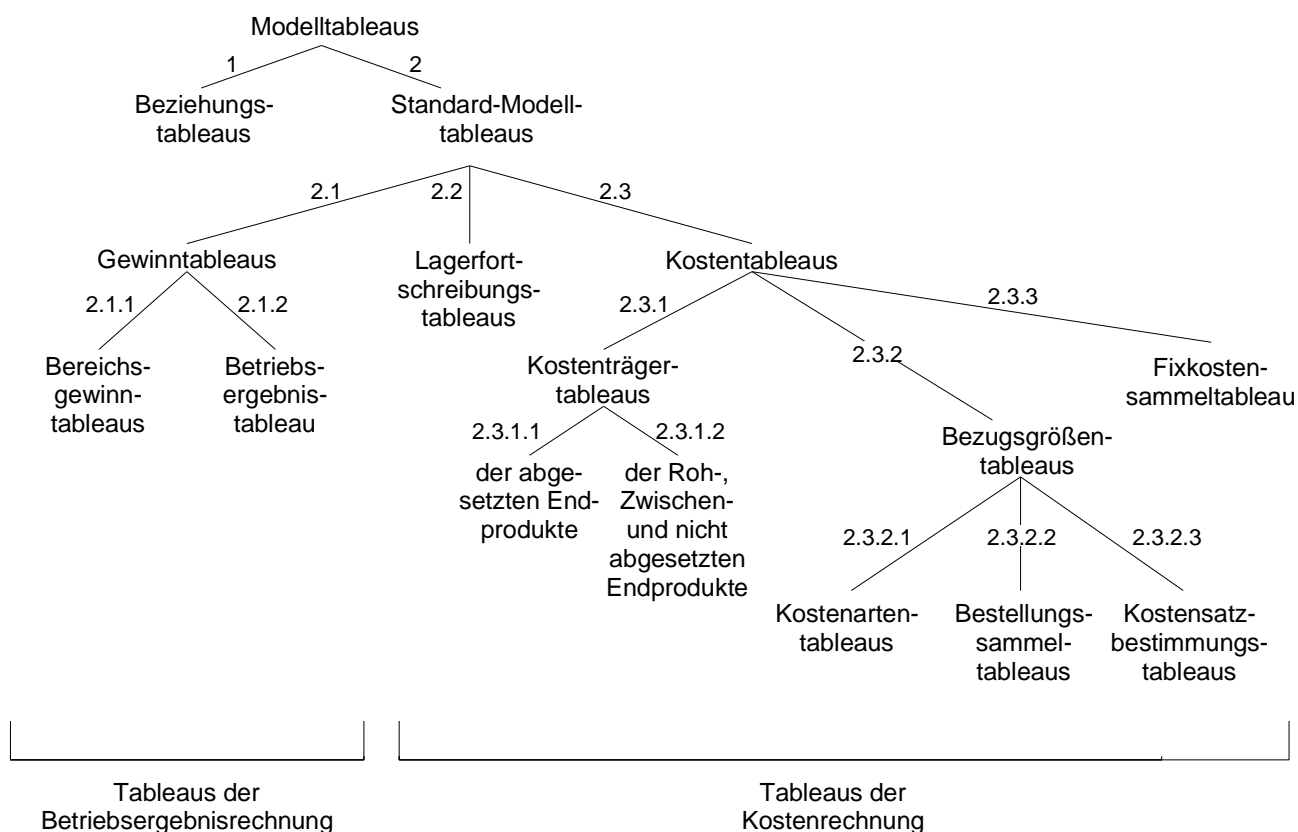 Modelltableaus
1
2
Beziehungs-
tableaus
Standard-Modell-
tableaus
2.1
2.2
2.3
Gewinntableaus
Lagerfort-
schreibungs-
tableaus
Kostentableaus
2.1.1
2.1.2
2.3.1
2.3.2
2.3.3
Bereichs-
gewinn-
tableaus
Betriebs-
ergebnis-
tableau
Kostenträger-
tableaus
Fixkosten-
sammeltableau
2.3.1.1
2.3.1.2
Bezugsgrößen-
tableaus
der abge-
setzten End-
produkte
der Roh-,
Zwischen-
und nicht
abgesetzten
Endprodukte
2.3.2.1
2.3.2.2
2.3.2.3
Kostenarten-
tableaus
Bestellungs-
sammel-
tableaus
Kostensatz-
bestimmungs-
tableaus
Tableaus der
Betriebsergebnisrechnung
Tableaus der
Kostenrechnung